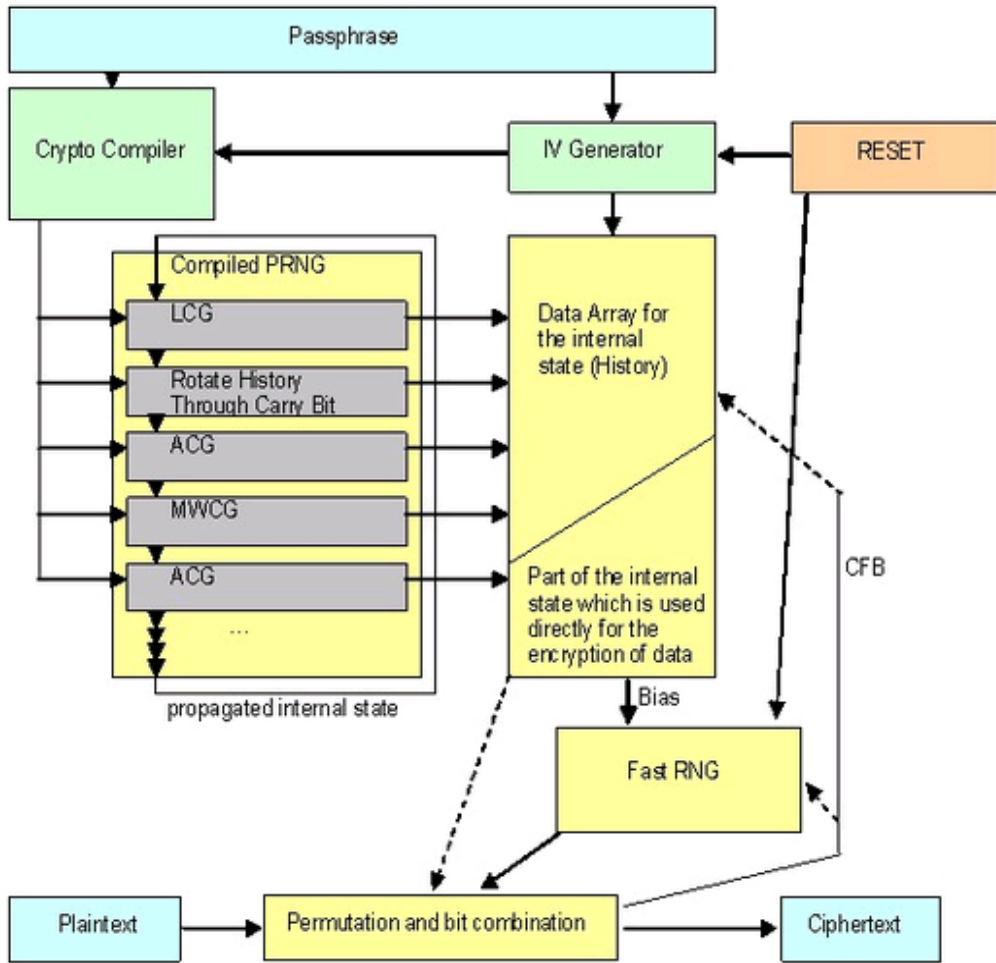 Passphrase
Crypto Compiler
IV Generator
RESET
Compiled PRNG
LCG
Rotate History
Through Carry Bit
ACG
MWCG
ACG
...
propagated internal state
Data Array for
the internal
state (History)
Part of the internal
state which is used
directly for the
encryption of data
CFB
Bias
Fast RNG
Plaintext
Permutation and bit combination
Ciphertext